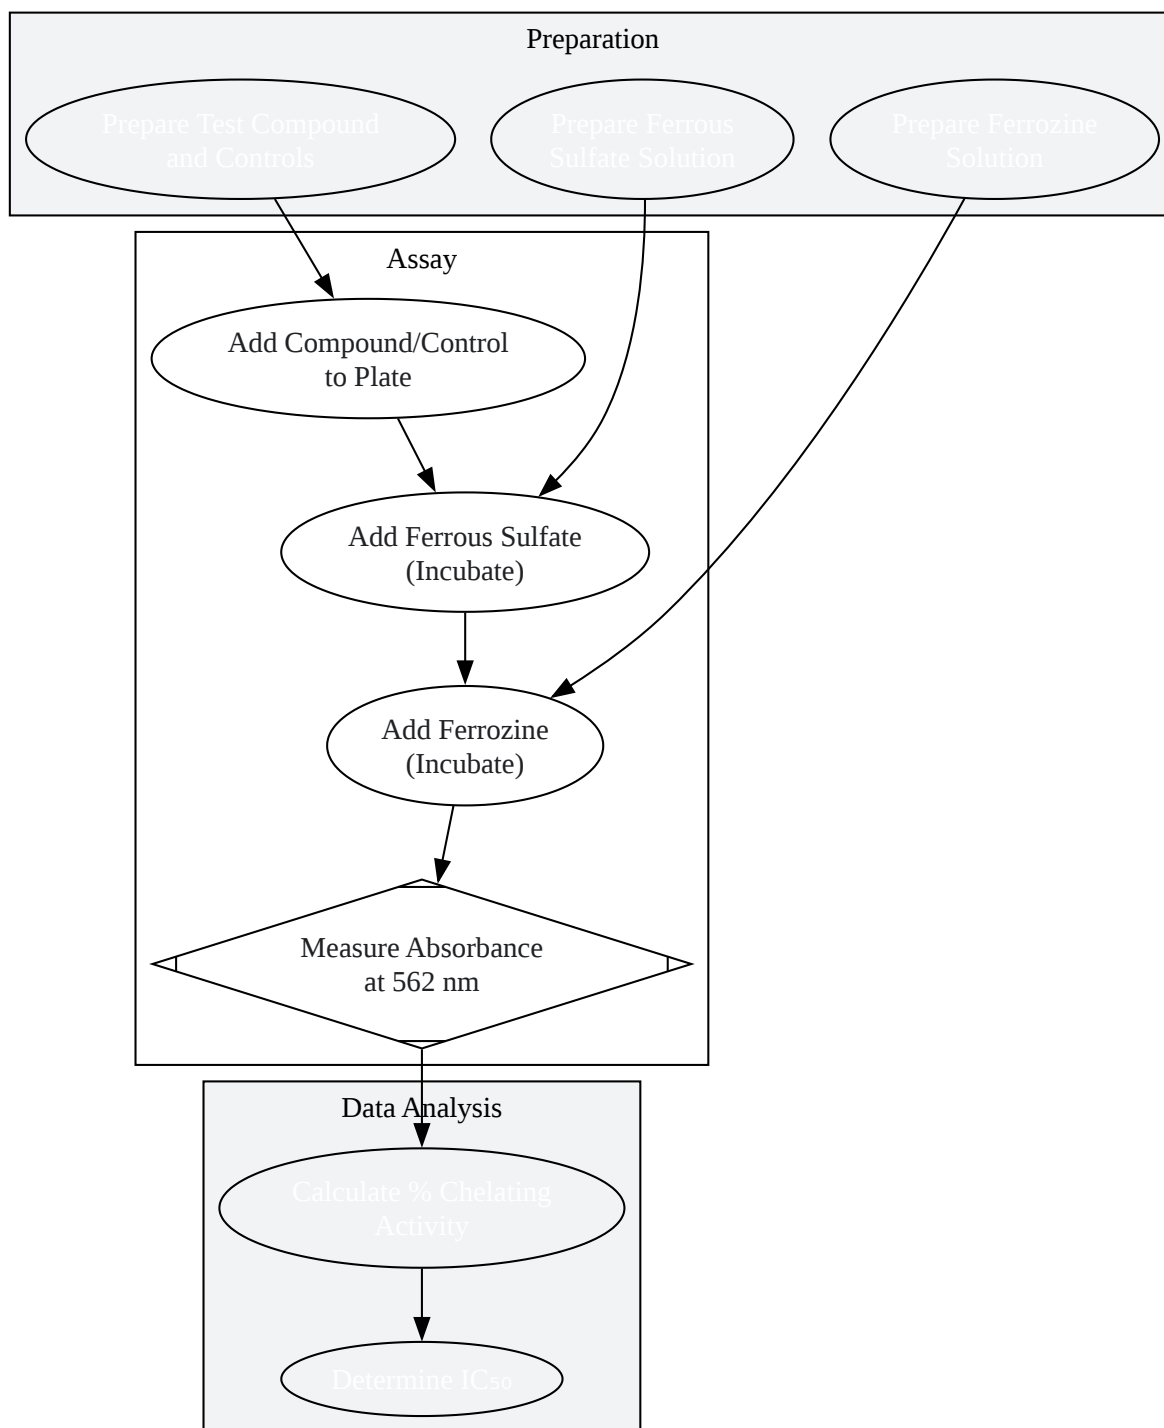 Preparation
Prepare Test Compound
and Controls
Prepare Ferrous
Sulfate Solution
Prepare Ferrozine
Solution
Assay
Add Compound/Control
to Plate
Add Ferrous Sulfate
(Incubate)
Add Ferrozine
(Incubate)
Measure Absorbance
at 562 nm
Data Analysis
Calculate % Chelating
Activity
Determine IC₅₀